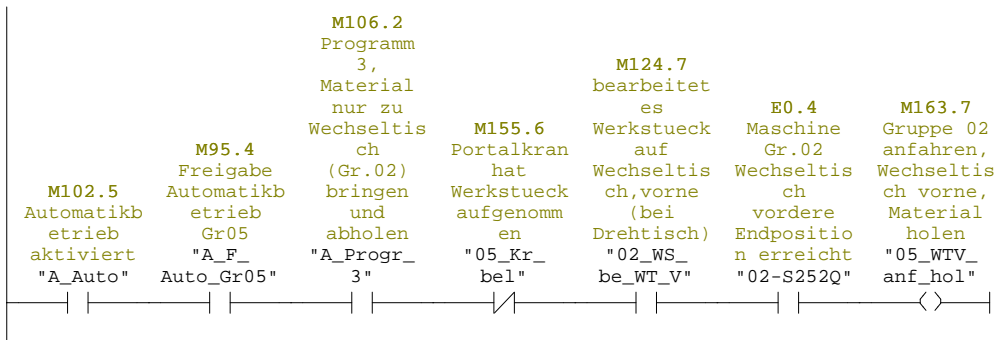 M102.5
Automatikb
etrieb
aktiviert
"A_Auto"
M95.4
Freigabe
Automatikb
etrieb
Gr05
"A_F_
Auto_Gr05"
M106.2
Programm
3,
Material
nur zu
Wechseltis
ch
(Gr.02)
bringen
und
abholen
"A_Progr_
3"
M155.6
Portalkran
hat
Werkstueck
aufgenomm
en
"05_Kr_
bel"
M124.7
bearbeitet
es
Werkstueck
auf
Wechseltis
ch,vorne
(bei
Drehtisch)
"02_WS_
be_WT_V"
E0.4
Maschine
Gr.02
Wechseltis
ch
vordere
Endpositio
n erreicht
"02-S252Q"
M163.7
Gruppe 02
anfahren,
Wechseltis
ch vorne,
Material
holen
"05_WTV_
anf_hol"